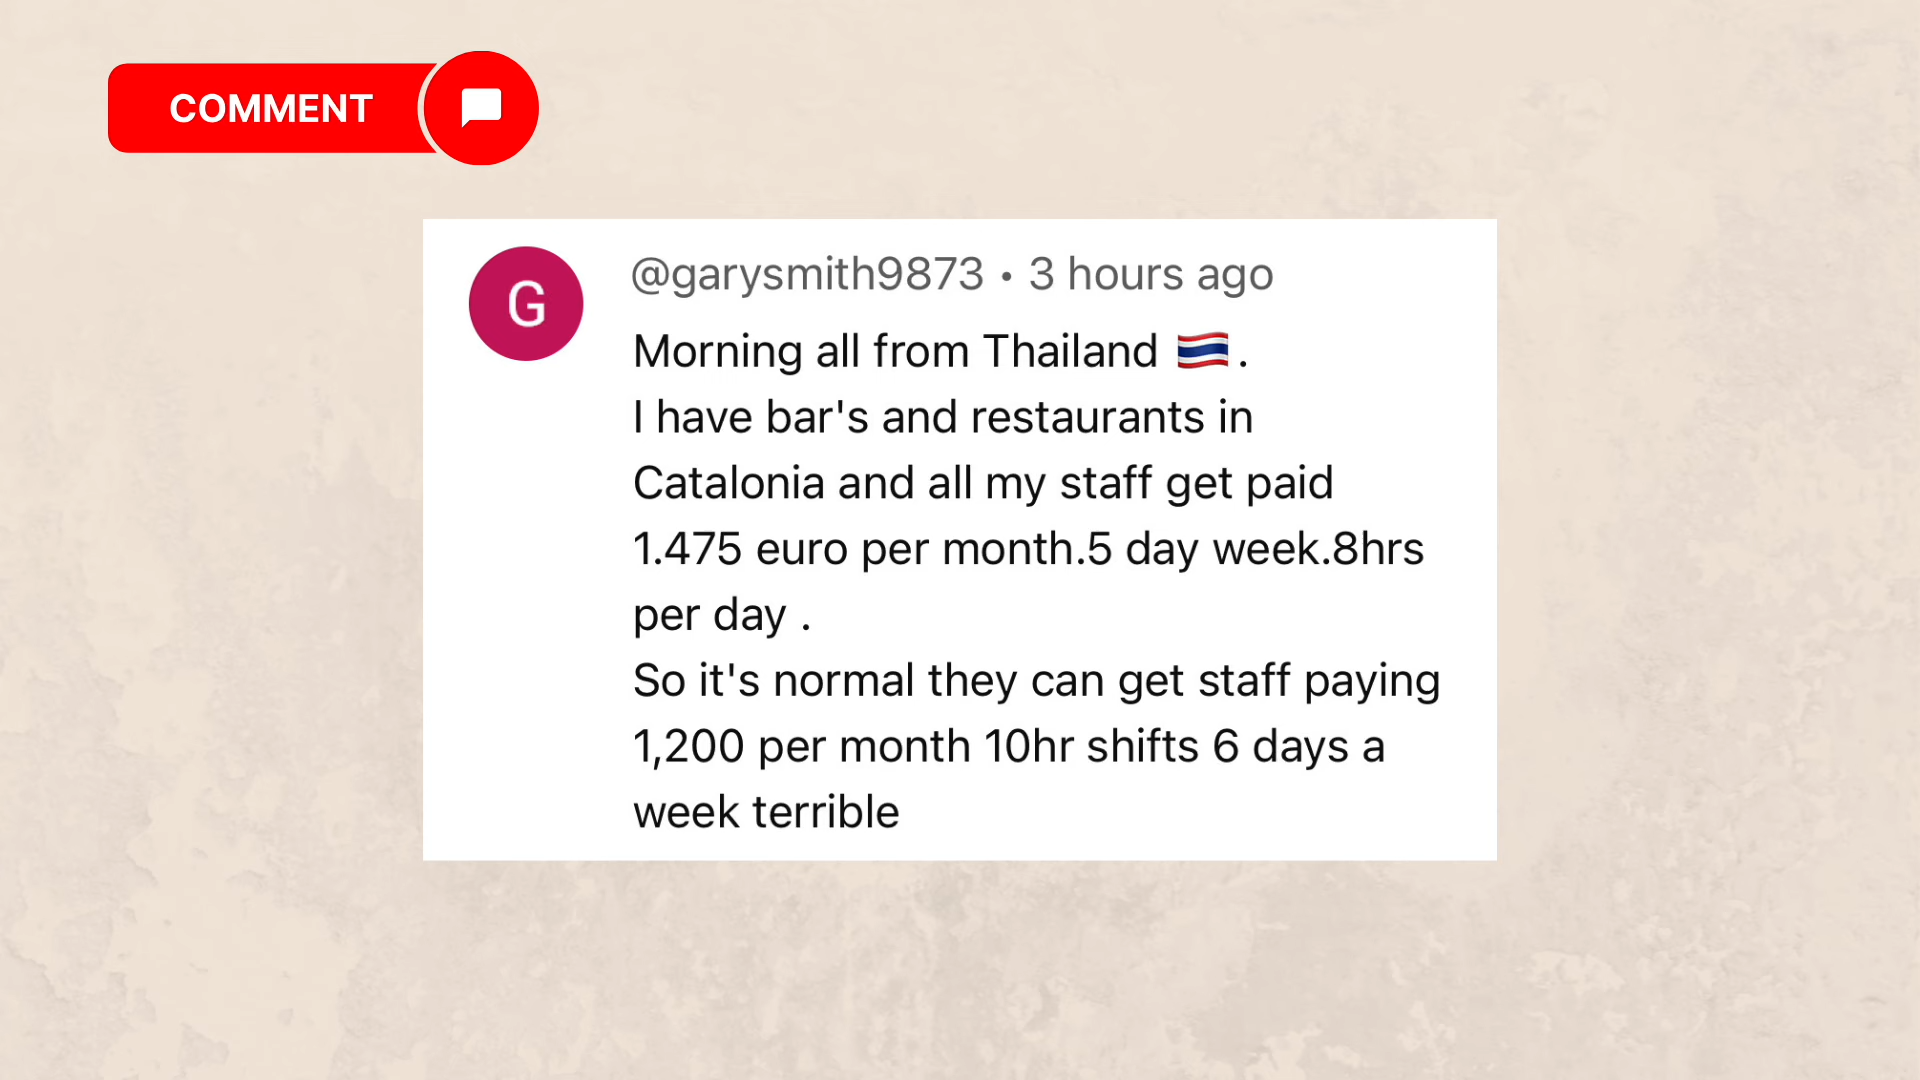 COMMENT
G
@garysmith9873 • 3 hours ago
Morning all from Thailand 🇹🇭.
I have bar's and restaurants in
Catalonia and all my staff get paid
1.475 euro per month.5 day week.8hrs
per day .
So it's normal they can get staff paying
1,200 per month 10hr shifts 6 days a
week terrible